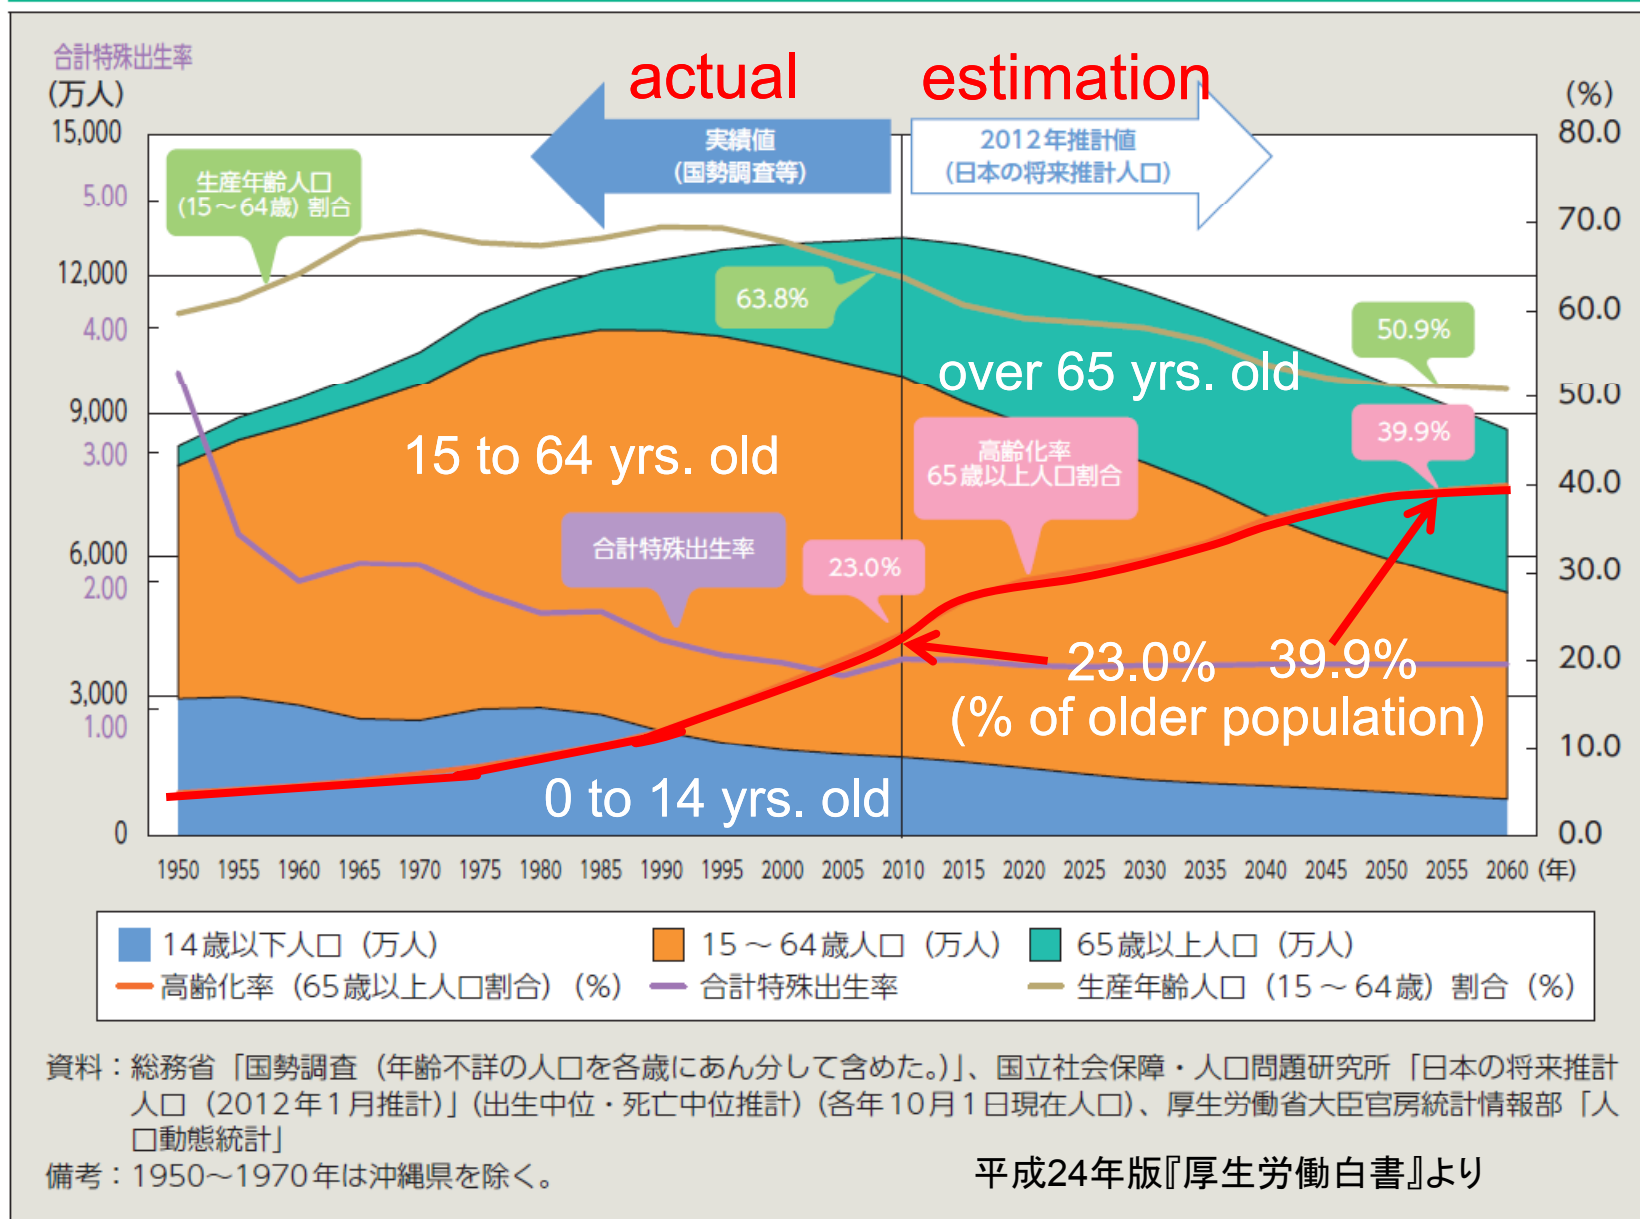 合計特殊出生率
(万人)
actual
estimation
(%)
15,000
12,000
9,000
6,000
3,000
0
5.00
4.00
3.00
2.00
1.00
80.0
70.0
60.0
50.0
40.0
30.0
20.0
10.0
0.0
実績値
(国勢調査等)
2012年推計値
(日本の将来推計人口)
生産年齢人口
(15～64歳) 割合
63.8%
50.9%
over 65 yrs. old
39.9%
15 to 64 yrs. old
高齢化率
65歳以上人口割合
合計特殊出生率
23.0%
23.0%
39.9%
(% of older population)
0 to 14 yrs. old
1950 1955 1960 1965 1970 1975 1980 1985 1990 1995 2000 2005 2010 2015 2020 2025 2030 2035 2040 2045 2050 2055 2060 (年)
14歳以下人口 (万人) 15～64歳人口 (万人) 65歳以上人口 (万人)
高齢化率 (65歳以上人口割合) (%) 合計特殊出生率 生産年齢人口 (15～64歳) 割合 (%)
資料：総務省「国勢調査 (年齢不詳の人口を各歳にあん分して含めた。)」、国立社会保障・人口問題研究所「日本の将来推計
人口 (2012年1月推計)」(出生中位・死亡中位推計) (各年10月1日現在人口)、厚生労働省大臣官房統計情報部「人
口動態統計」
備考：1950～1970年は沖縄県を除く。
平成24年版『厚生労働白書』より